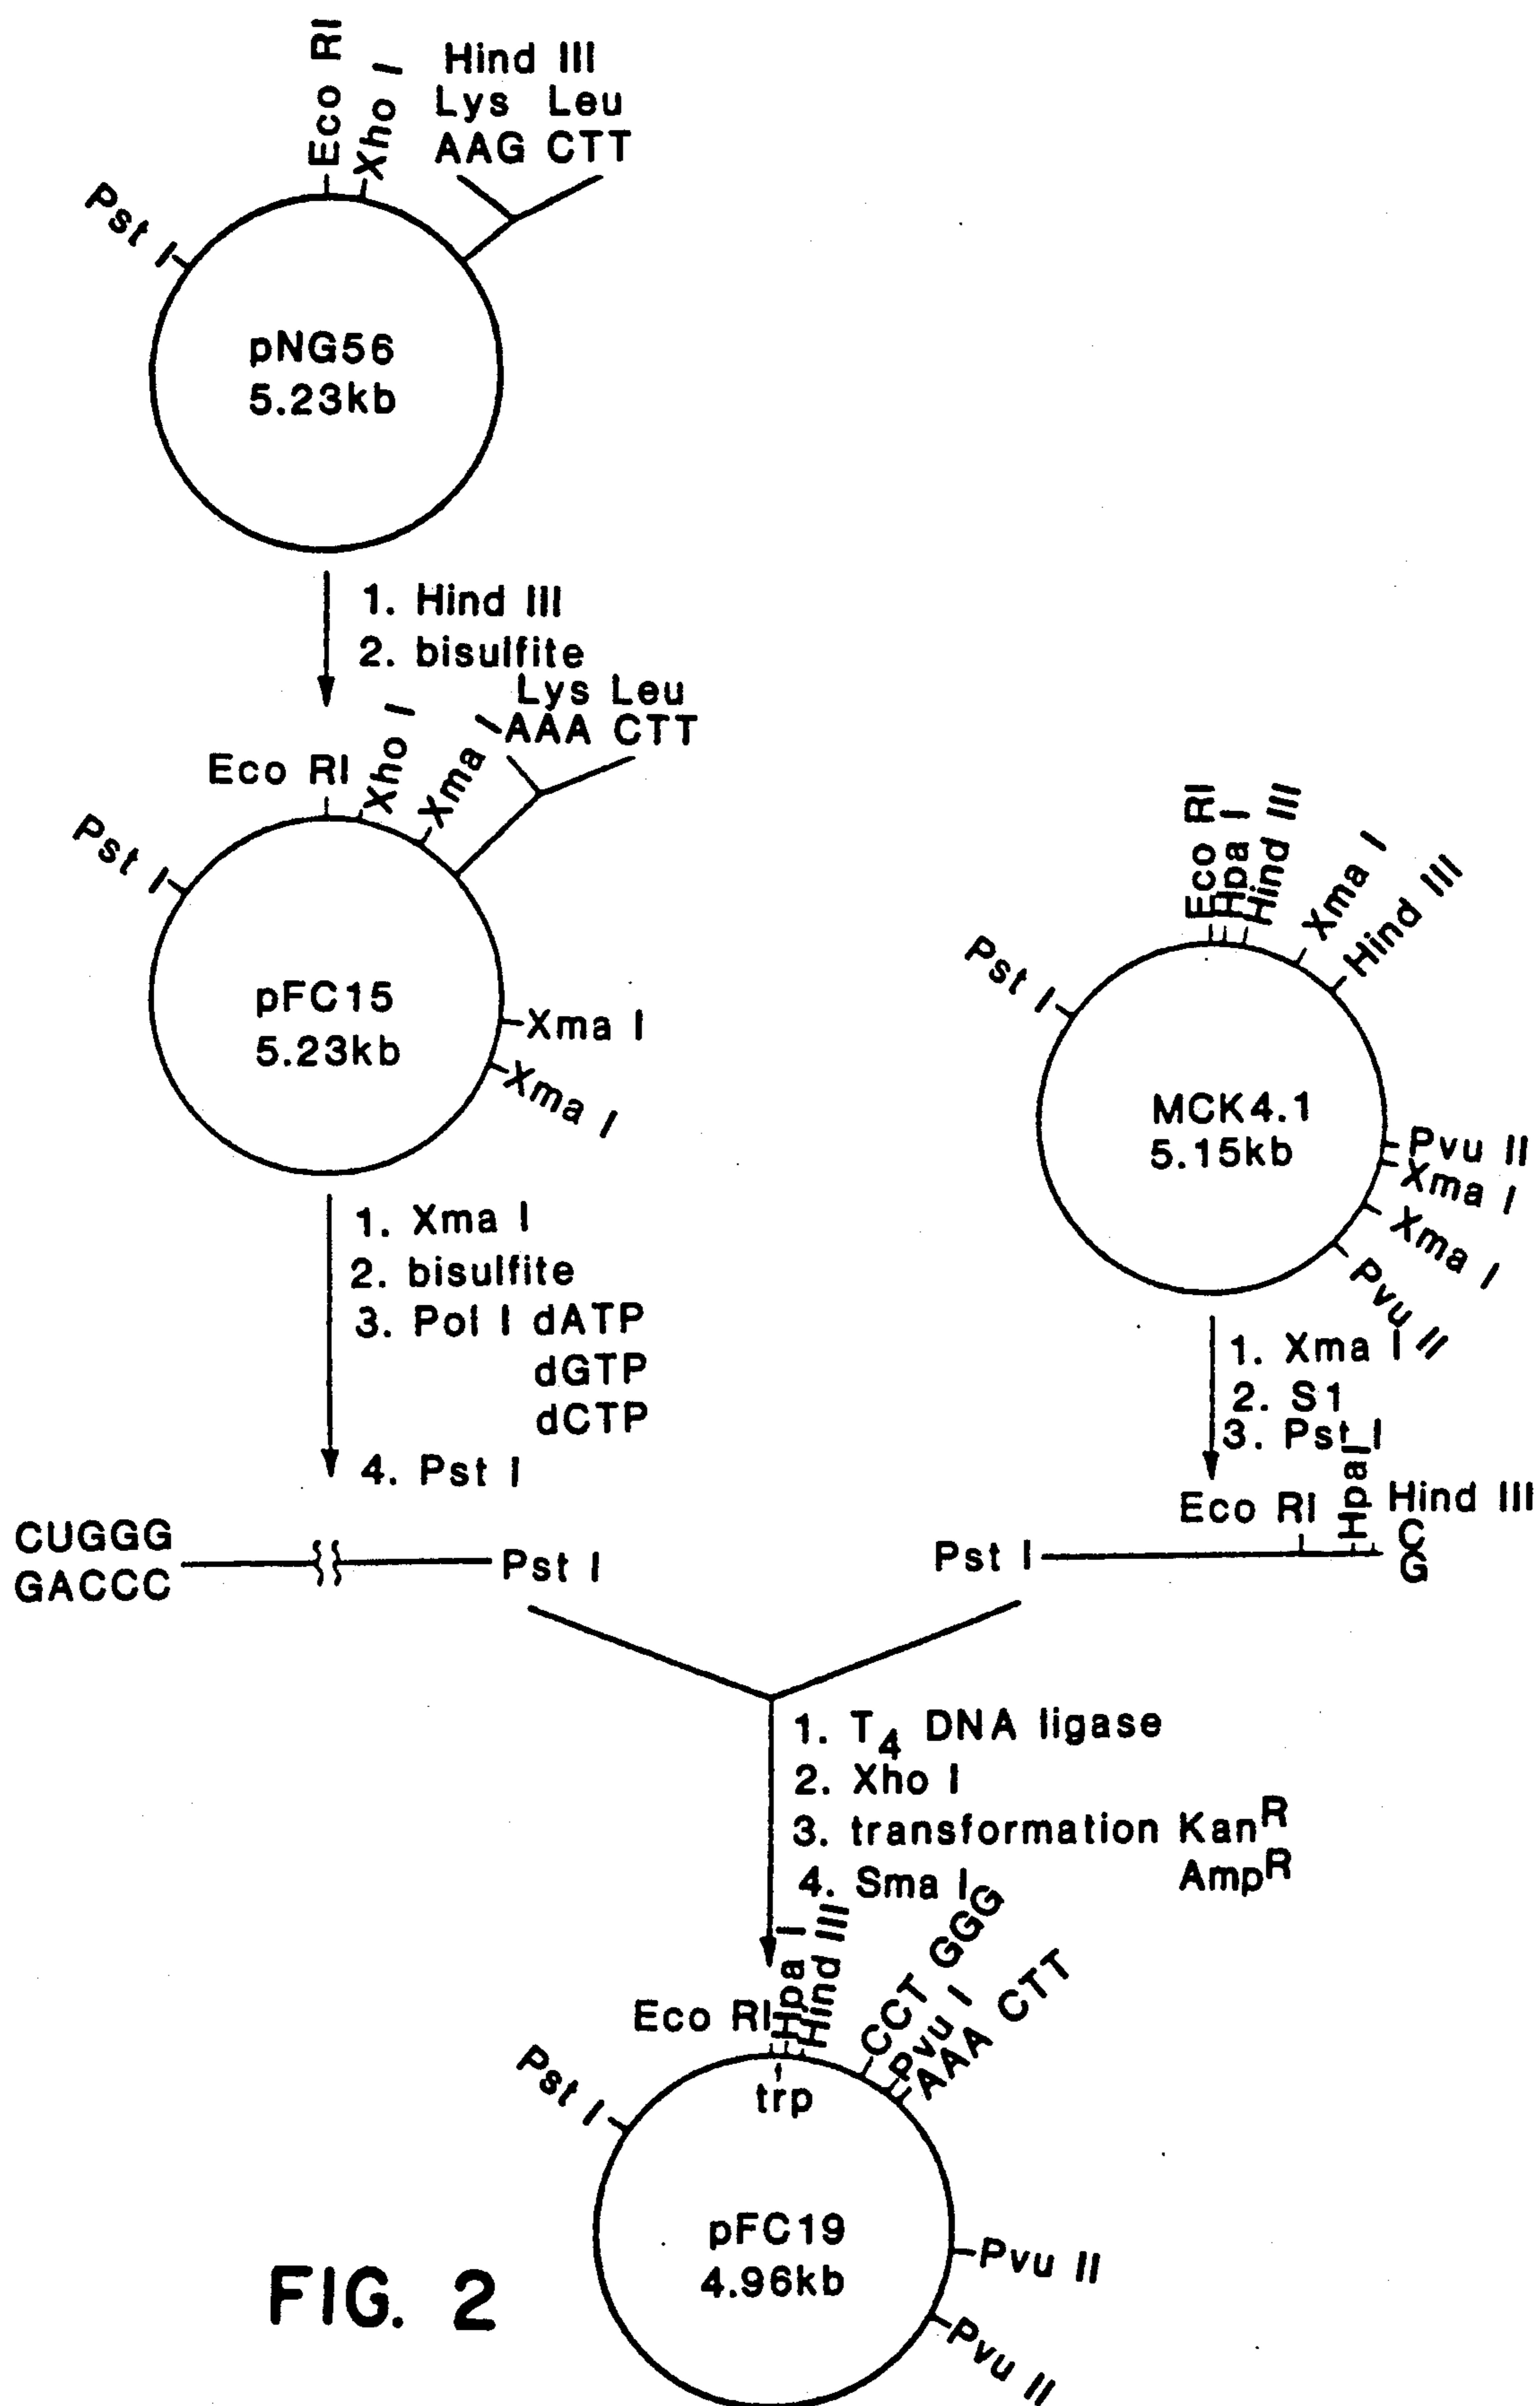 Eco RI
Xho I
Hind III
Lys Leu
AAG CTT
Pst I
pNG56
5.23kb
1. Hind III
2. bisulfite
Lys Leu
AAA CTT
Eco RI
Xho I
Xma I
Pst I
pFC15
5.23kb
Xma I
Xma I
1. Xma I
2. bisulfite
3. Pol I dATP
dGTP
dCTP
4. Pst I
Eco RI
Hpa I
Hind III
Xma I
Hind III
Pst I
MCK4.1
5.15kb
Pvu II
Xma I
Xma I
Pvu II
1. Xma I
2. S1
3. Pst I
CUGGG
GACCC
Pst I
Pst I
Eco RI
HpaI
Hind III
C
G
1. T4 DNA ligase
2. Xho I
3. transformation KanR
AmpR
4. Sma I
Eco RI
Hpa I
Hind III
CCT GGG
Pvu I
AAA CTT
Pst I
trp
pFC19
4.96kb
Pvu II
Pvu II
FIG. 2